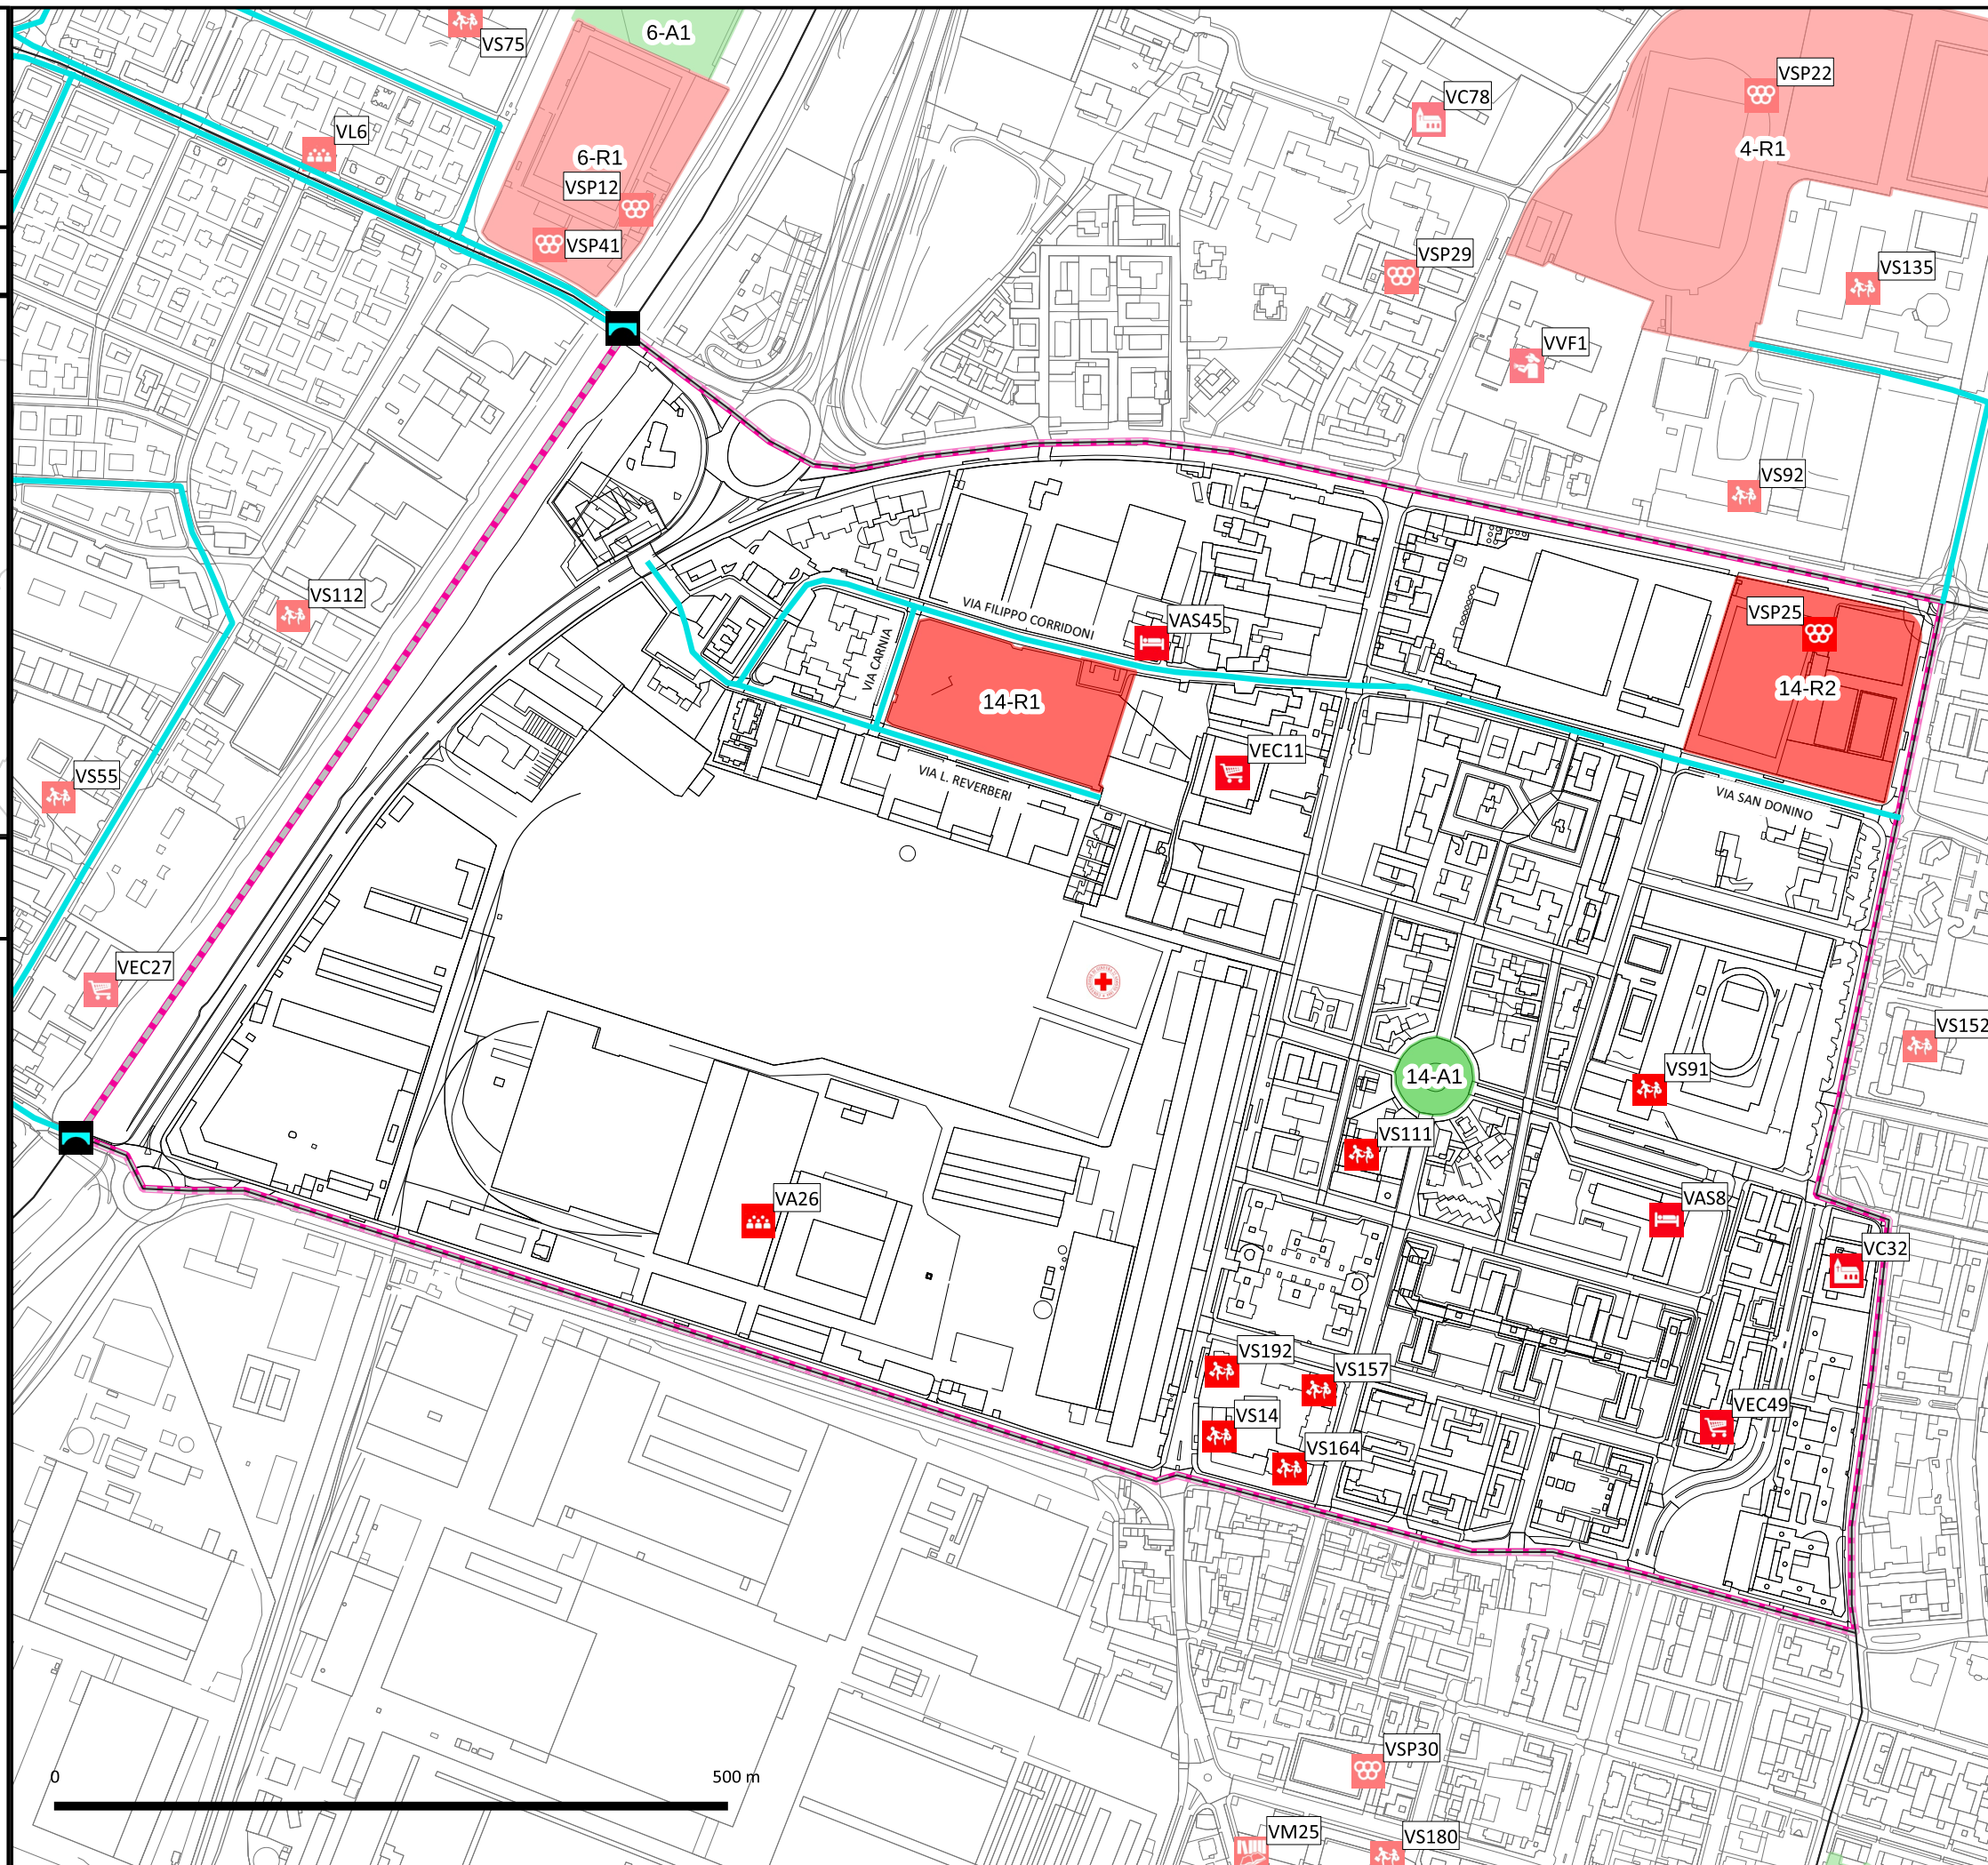 6-A1
VS75
VSP22
VC78
VL6
4-R1
6-R1
VSP12
VSP41
VSP29
VS135
VVF1
VS92
VS112
VIA FILIPPO CORRIDONI
VAS45
VSP25
VIA CARNIA
14-R1
14-R2
VEC11
VS55
VIA L. REVERBERI
VIA SAN DONINO
VEC27
VS152
VS91
14-A1
VS111
VA26
VAS8
VC32
VS192
VS157
VEC49
VS14
VS164
VSP30
0
500 m
VM25
VS180